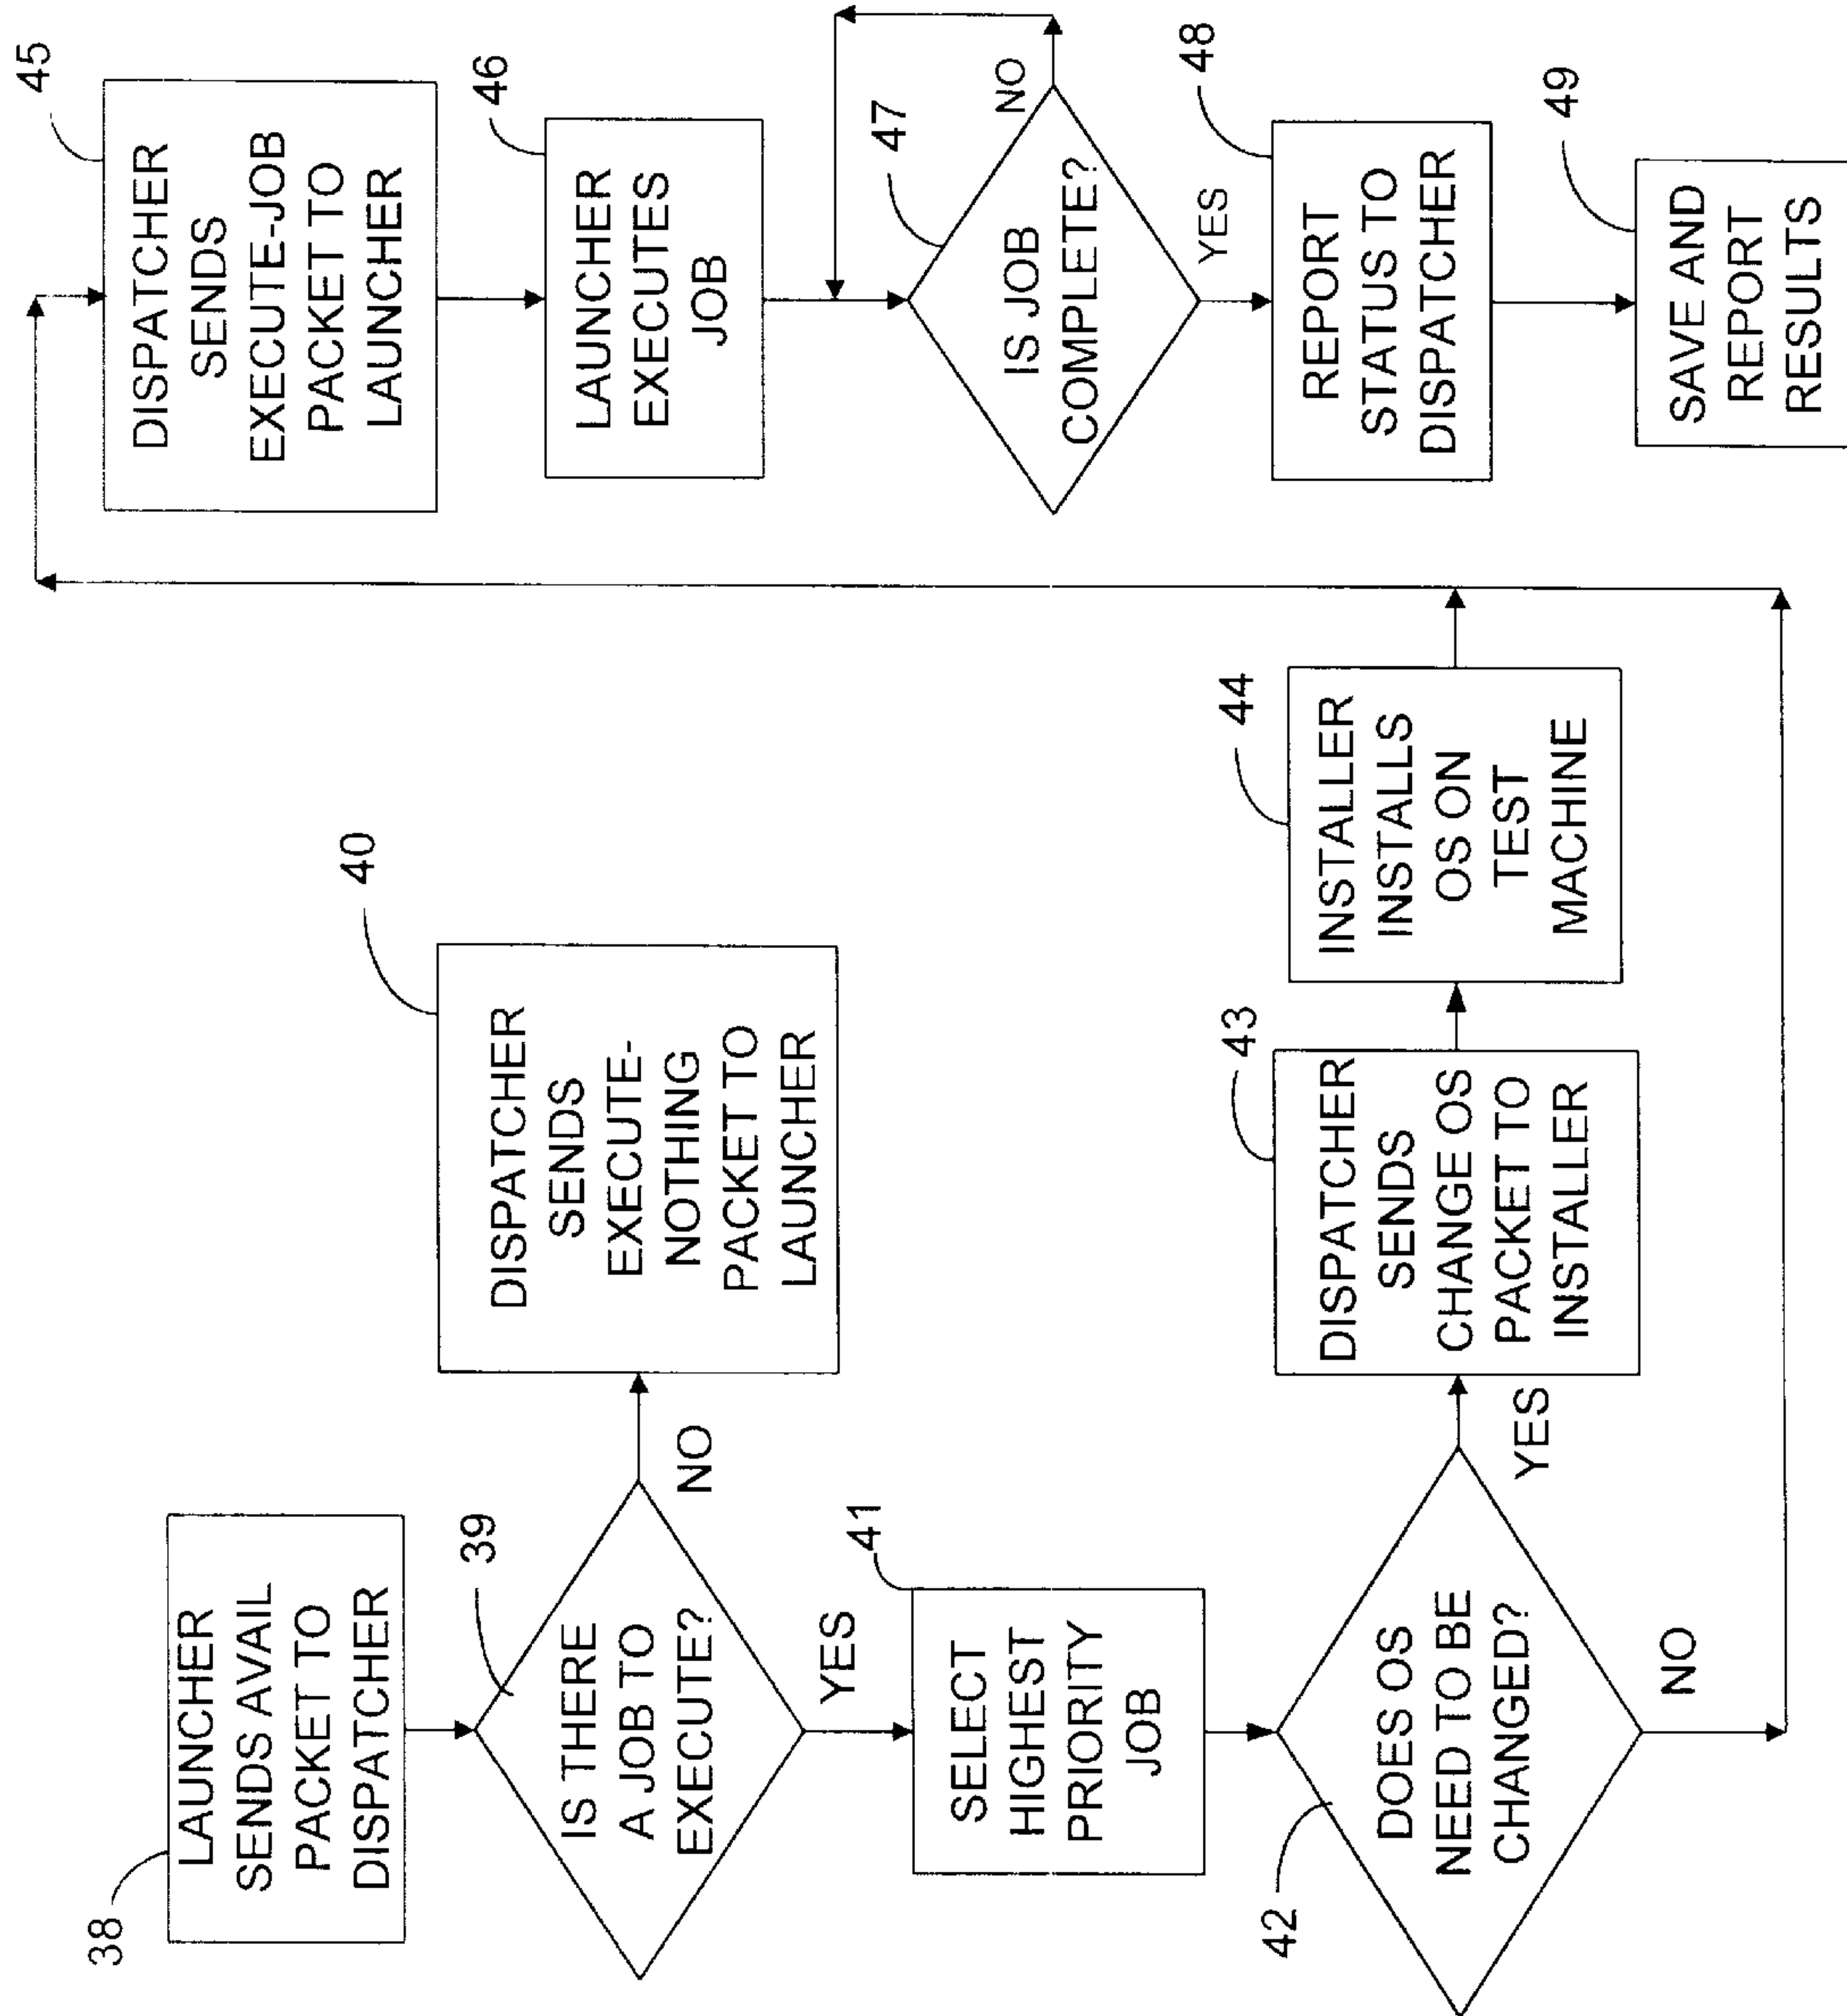 38
LAUNCHER
SENDS AVAIL
PACKET TO
DISPATCHER
39
IS THERE
A JOB TO
EXECUTE?
NO
YES
40
DISPATCHER
SENDS
EXECUTE-
NOTHING
PACKET TO
LAUNCHER
41
SELECT
HIGHEST
PRIORITY
JOB
42
DOES OS
NEED TO BE
CHANGED?
YES
NO
43
DISPATCHER
SENDS
CHANGE OS
PACKET TO
INSTALLER
44
INSTALLER
INSTALLS
OS ON
TEST
MACHINE
45
DISPATCHER
SENDS
EXECUTE-JOB
PACKET TO
LAUNCHER
46
LAUNCHER
EXECUTES
JOB
47
IS JOB
COMPLETE?
NO
YES
48
REPORT
STATUS TO
DISPATCHER
49
SAVE AND
REPORT
RESULTS